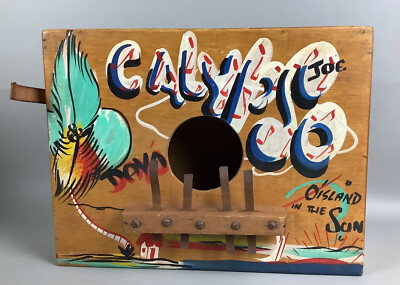 CALYPSO
JOE
O'ISLAND
IN THE
SUN